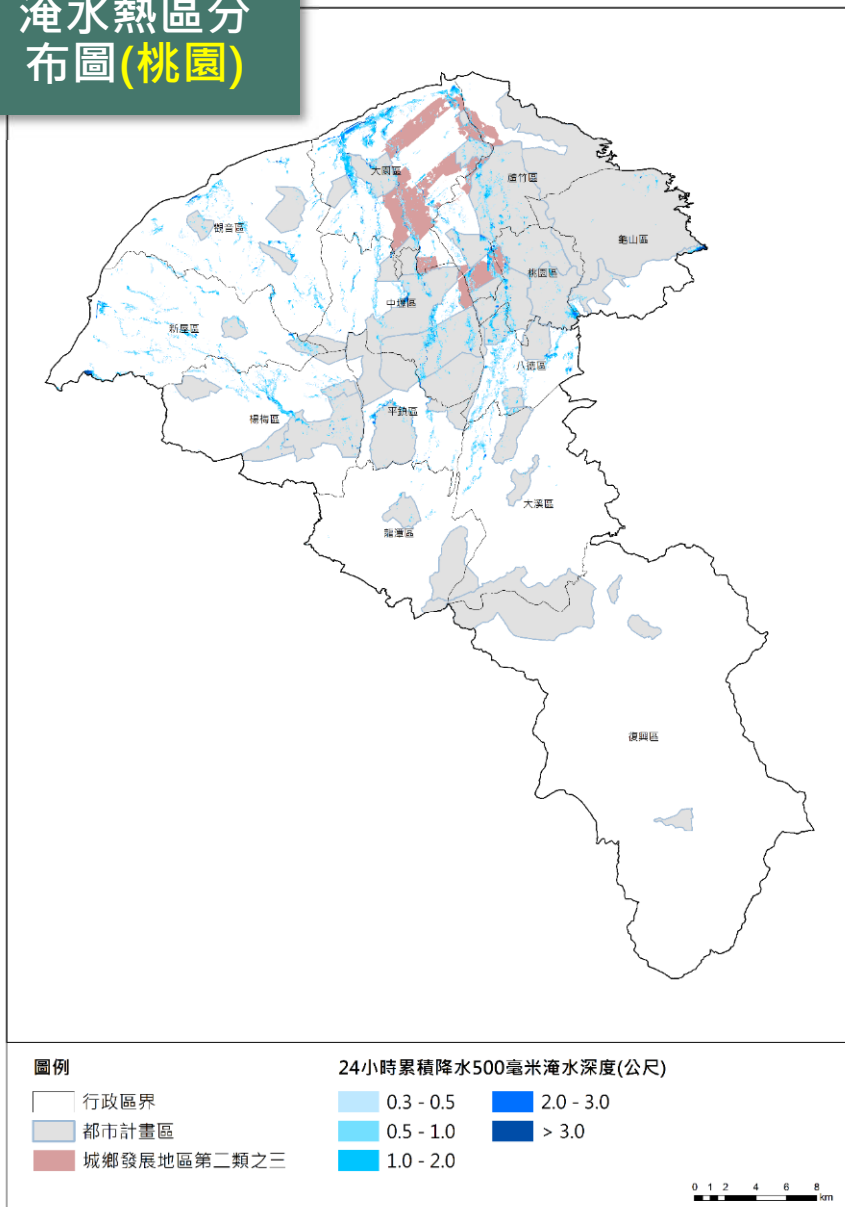 淹水熱區分
布圖(桃園)
大園區
蘆竹區
觀音區
龜山區
桃園區
中壢區
新屋區
八德區
楊梅區
平鎮區
大溪區
龍潭區
復興區
圖例
行政區界
都市計畫區
城鄉發展地區第二類之三
24小時累積降水500毫米淹水深度(公尺)
0.3 - 0.5
0.5 - 1.0
1.0 - 2.0
2.0 - 3.0
> 3.0
0 1 2 4 6 8
km